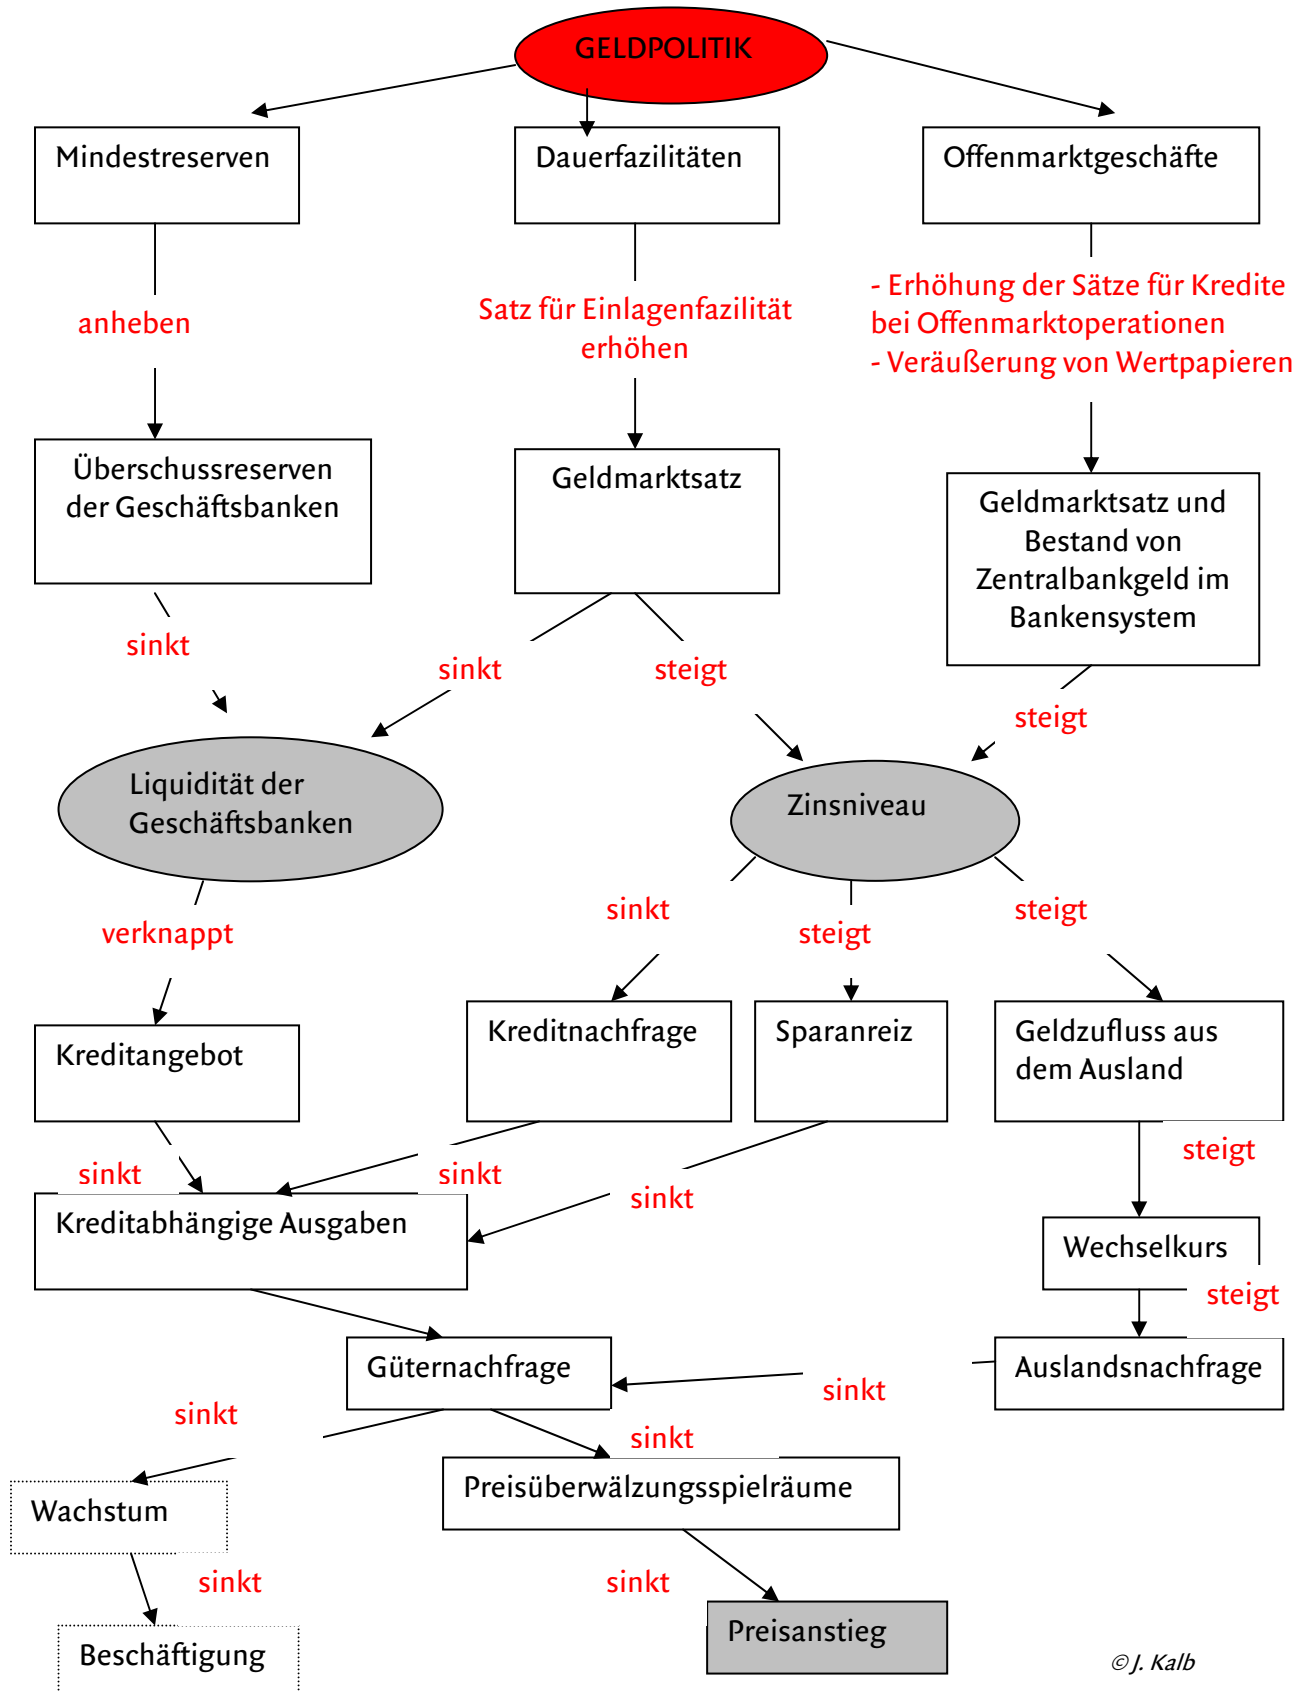 GELDPOLITIK
Mindestreserven
Dauerfazilitäten
Offenmarktgeschäfte
anheben
Satz für Einlagenfazilität
erhöhen
- Erhöhung der Sätze für Kredite
bei Offenmarktoperationen
- Veräußerung von Wertpapieren
Überschussreserven
der Geschäftsbanken
Geldmarktsatz
Geldmarktsatz und
Bestand von
Zentralbankgeld im
Bankensystem
sinkt
sinkt
steigt
steigt
Liquidität der
Geschäftsbanken
Zinsniveau
verknappt
sinkt
steigt
steigt
Kreditangebot
Kreditnachfrage
Sparanreiz
Geldzufluss aus
dem Ausland
sinkt
sinkt
sinkt
steigt
Kreditabhängige Ausgaben
Wechselkurs
steigt
Güternachfrage
Auslandsnachfrage
sinkt
sinkt
sinkt
Wachstum
Preisüberwälzungsspielräume
sinkt
sinkt
Beschäftigung
Preisanstieg
© J. Kalb